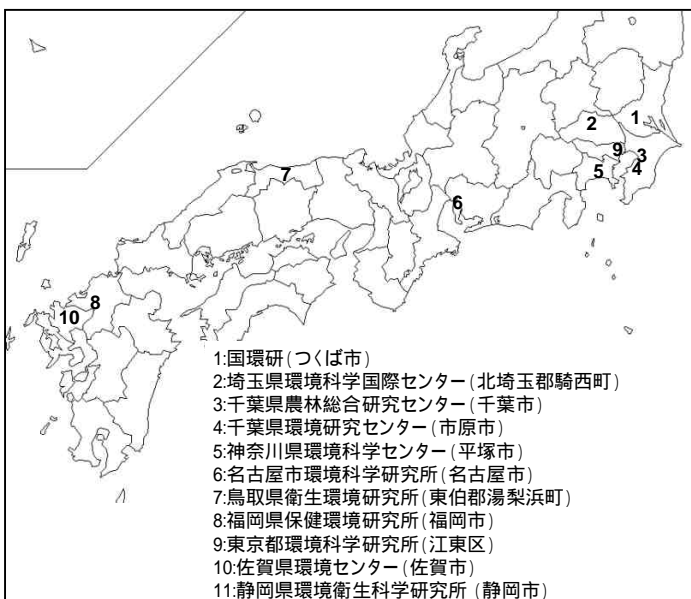 1
2
9
3
4
5
7
6
8
10
1:国環研(つくば市)
2:埼玉県環境科学国際センター(北埼玉郡騎西町)
3:千葉県農林総合研究センター(千葉市)
4:千葉県環境研究センター(市原市)
5:神奈川県環境科学センター(平塚市)
6:名古屋市環境科学研究所(名古屋市)
7:鳥取県衛生環境研究所(東伯郡湯梨浜町)
8:福岡県保健環境研究所(福岡市)
9:東京都環境科学研究所(江東区)
10:佐賀県環境センター(佐賀市)
11:静岡県環境衛生科学研究所 (静岡市)